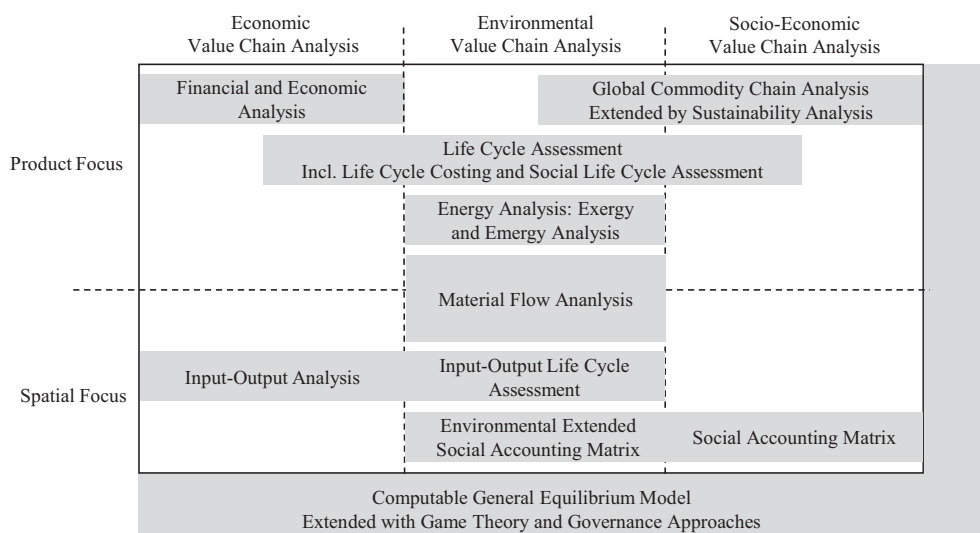 Economic
Value Chain Analysis
Environmental
Value Chain Analysis
Socio-Economic
Value Chain Analysis
Product Focus
Financial and Economic
Analysis
Global Commodity Chain Analysis
Extended by Sustainability Analysis
Life Cycle Assessment
Incl. Life Cycle Costing and Social Life Cycle Assessment
Energy Analysis: Exergy
and Emergy Analysis
Material Flow Ananlysis
Spatial Focus
Input-Output Analysis
Input-Output Life Cycle
Assessment
Environmental Extended
Social Accounting Matrix
Social Accounting Matrix
Computable General Equilibrium Model
Extended with Game Theory and Governance Approaches